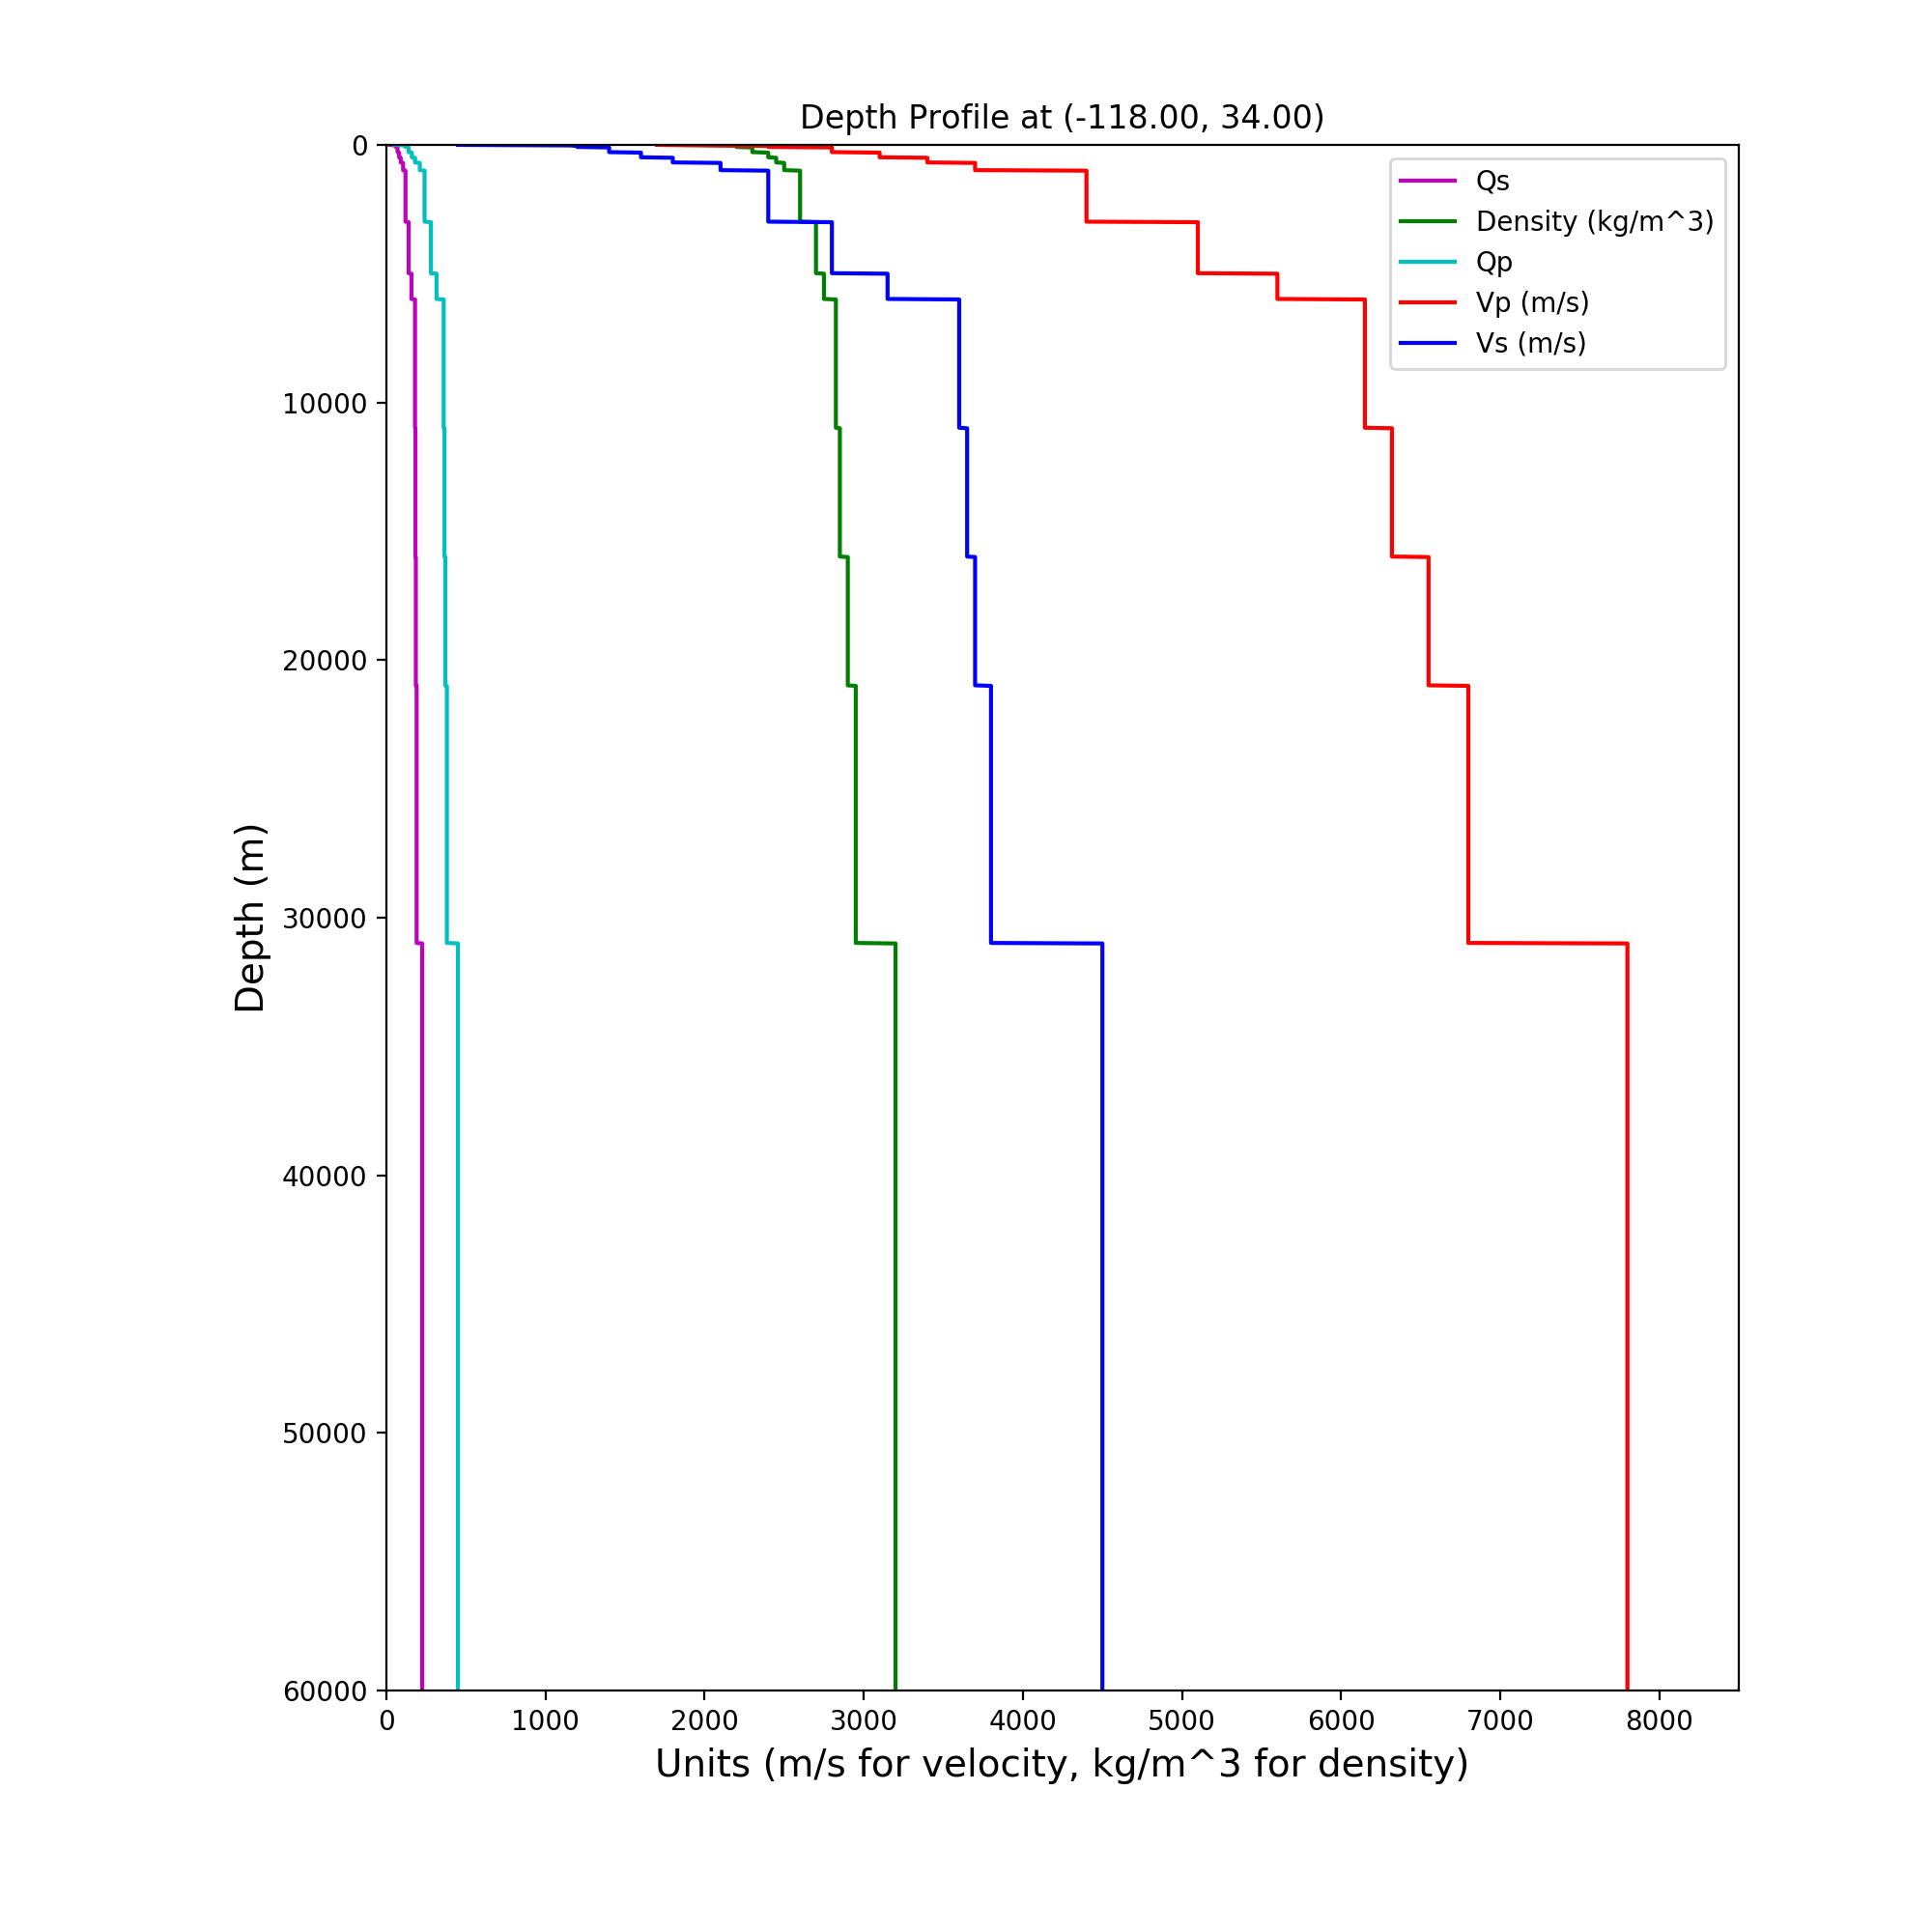 Depth Profile at (-118.00, 34.00)
0
10000
20000
30000
40000
50000
60000
Depth (m)
Qs
Density (kg/m^3)
Qp
Vp (m/s)
Vs (m/s)
0 1000 2000 3000 4000 5000 6000 7000 8000
Units (m/s for velocity, kg/m^3 for density)